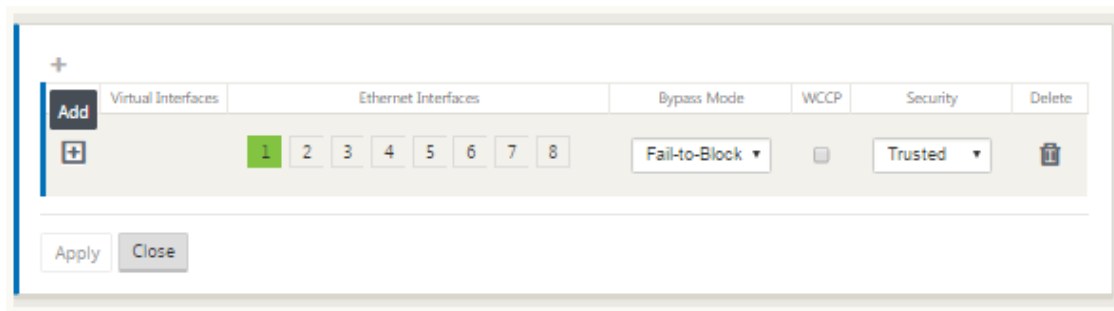 +
Add Virtual Interfaces Ethernet Interfaces Bypass Mode WCCP Security Delete
1 2 3 4 5 6 7 8 Fail-to-Block Trusted
Apply Close